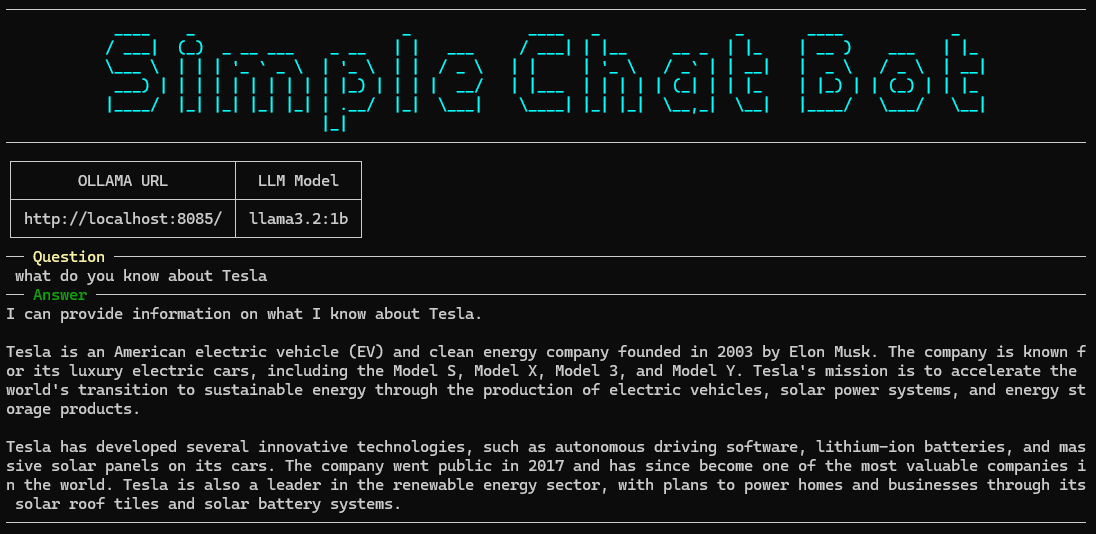 Simple Chat Bot
OLLAMA URL LLM Model
http://localhost:8085/ llama3.2:1b
Question
what do you know about Tesla
Answer
I can provide information on what I know about Tesla.
Tesla is an American electric vehicle (EV) and clean energy company founded in 2003 by Elon Musk. The company is known f
or its luxury electric cars, including the Model S, Model X, Model 3, and Model Y. Tesla's mission is to accelerate the
world's transition to sustainable energy through the production of electric vehicles, solar power systems, and energy st
orage products.
Tesla has developed several innovative technologies, such as autonomous driving software, lithium-ion batteries, and mas
sive solar panels on its cars. The company went public in 2017 and has since become one of the most valuable companies i
n the world. Tesla is also a leader in the renewable energy sector, with plans to power homes and businesses through its
solar roof tiles and solar battery systems.